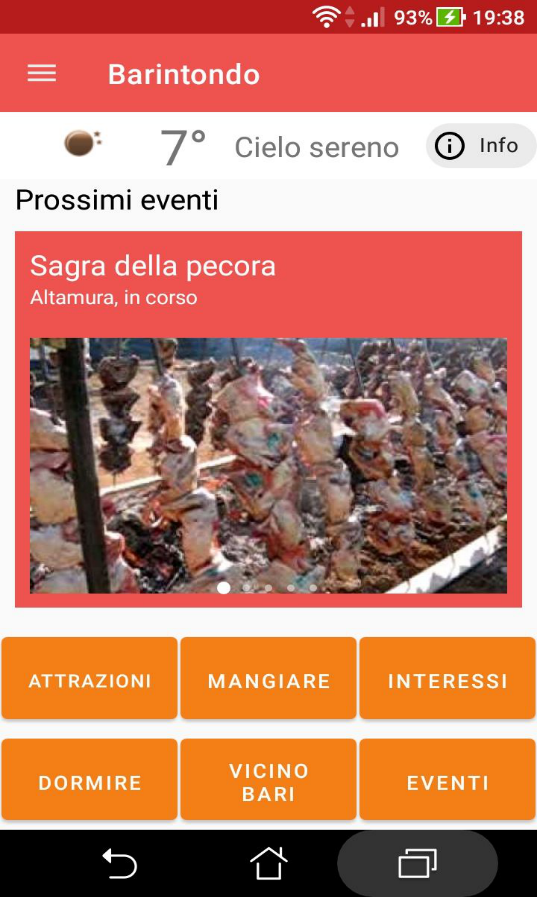 93% 19:38
Barintondo
7° Cielo sereno Info
Prossimi eventi
Sagra della pecora
Altamura, in corso
ATTRAZIONI MANGIARE INTERESSI
DORMIRE VICINO BARI EVENTI